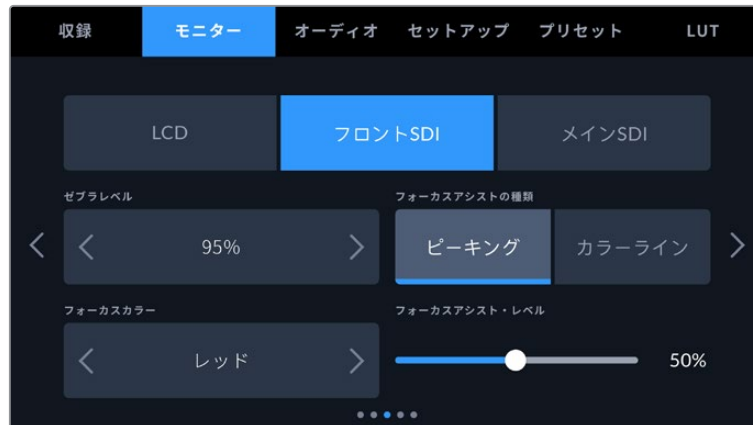 収録 モニター オーディオ セットアップ プリセット LUT
LCD フロントSDI メインSDI
ゼブラレベル フォーカスアシストの種類
95% ピーキング カラーライン
フォーカスカラー フォーカスアシスト・レベル
レッド 50%